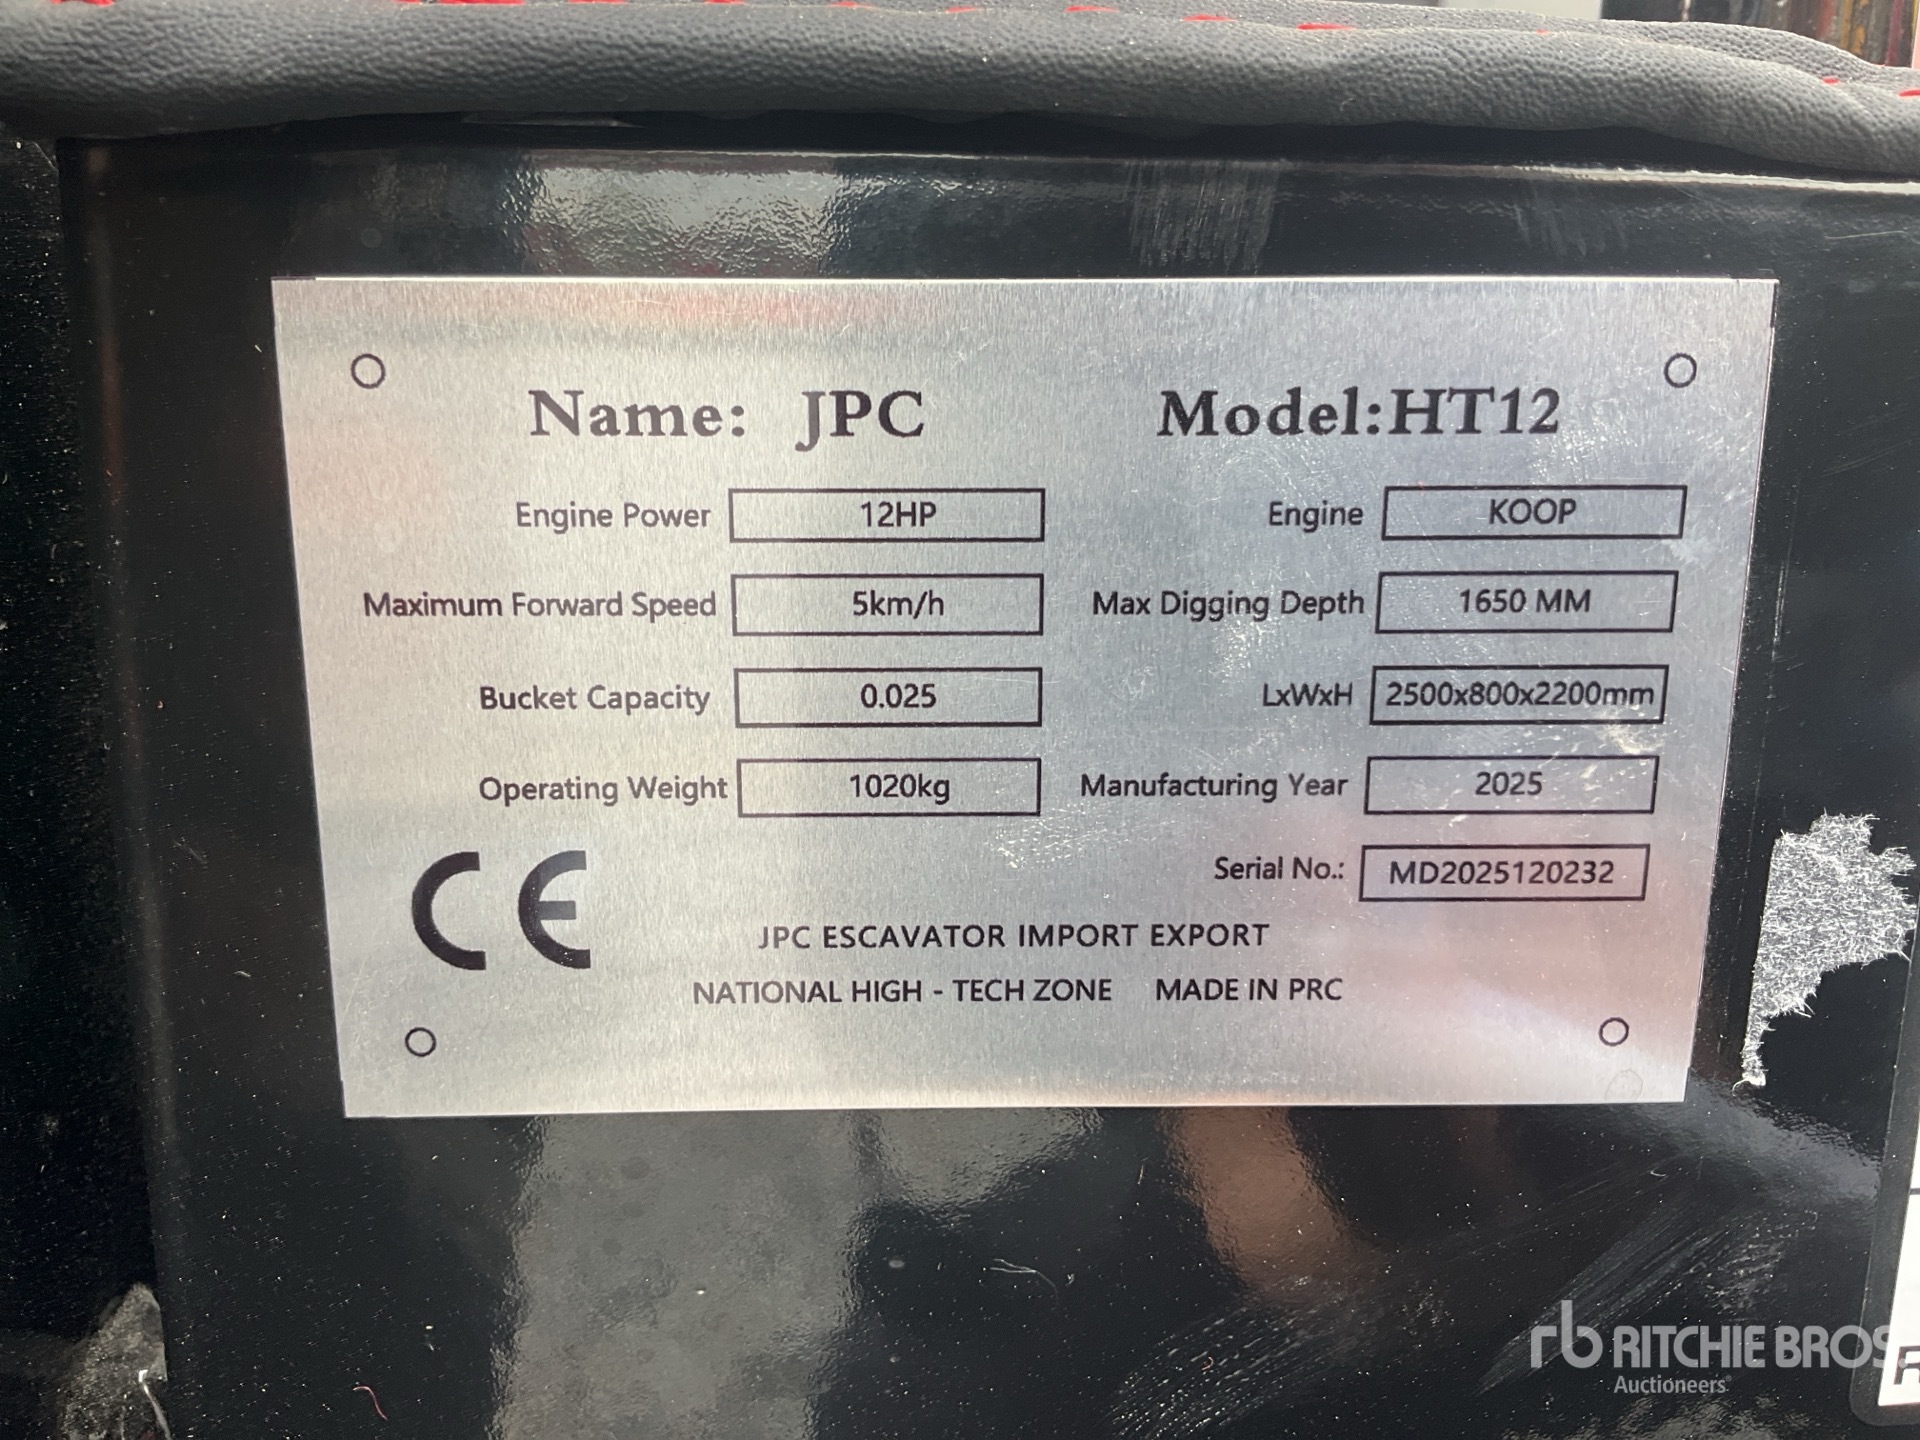 Name: JPC Model:HT12
Engine Power 12HP Engine KOOP
Maximum Forward Speed 5km/h Max Digging Depth 1650 MM
Bucket Capacity 0.025 LxWxH 2500x800x2200mm
Operating Weight 1020kg Manufacturing Year 2025
Serial No.: MD2025120232
CE
JPC ESCAVATOR IMPORT EXPORT
NATIONAL HIGH - TECH ZONE MADE IN PRC
rb RITCHIE BROS.
Auctioneers